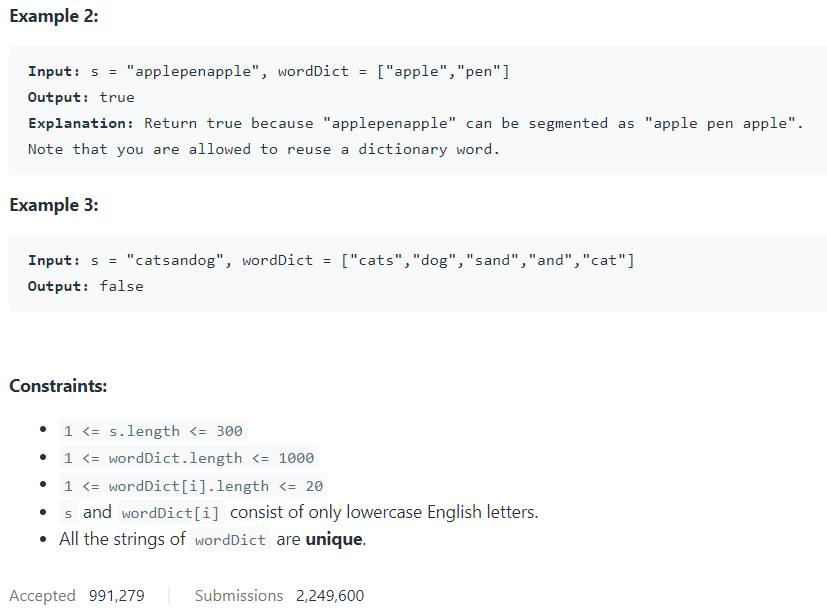 Example 2:
Input: s = "applepenapple", wordDict = ["apple","pen"]
Output: true
Explanation: Return true because "applepenapple" can be segmented as "apple pen apple".
Note that you are allowed to reuse a dictionary word.
Example 3:
Input: s = "catsandog", wordDict = ["cats","dog","sand","and","cat"]
Output: false
Constraints:
• 1 <= s.length <= 300
• 1 <= wordDict.length <= 1000
• 1 <= wordDict[i].length <= 20
• s and wordDict[i] consist of only lowercase English letters.
• All the strings of wordDict are unique.
Accepted 991,279 | Submissions 2,249,600